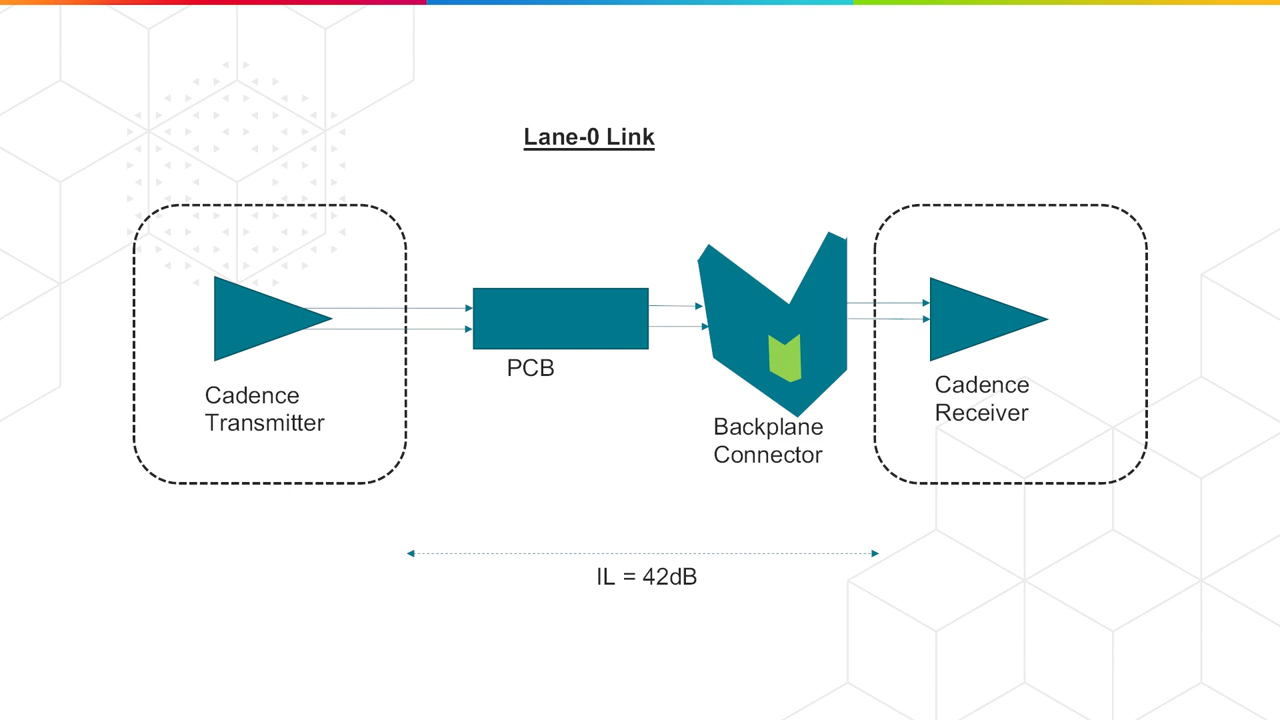 Lane-0 Link
Cadence
Transmitter
PCB
Backplane
Connector
Cadence
Receiver
IL = 42dB